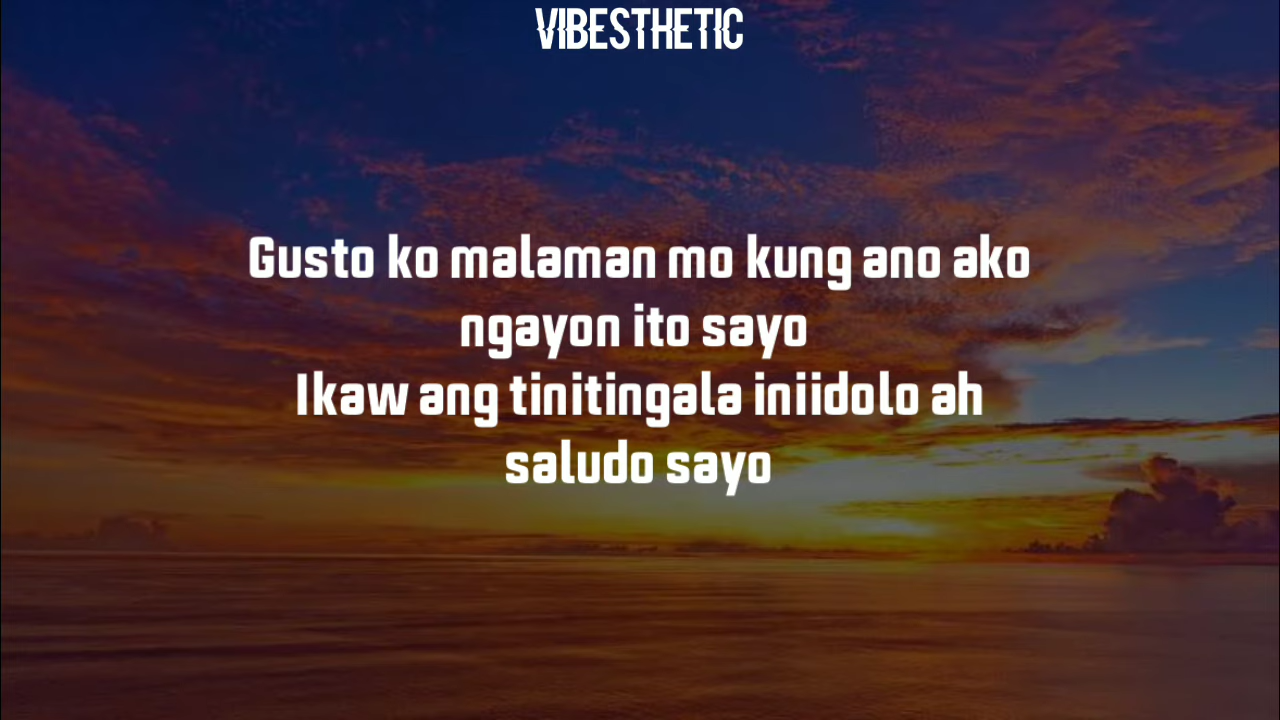 VIBESTHETIC
Gusto ko malaman mo kung ano ako
ngayon ito sayo
Ikaw ang tinitingala iniidolo ah
saludo sayo